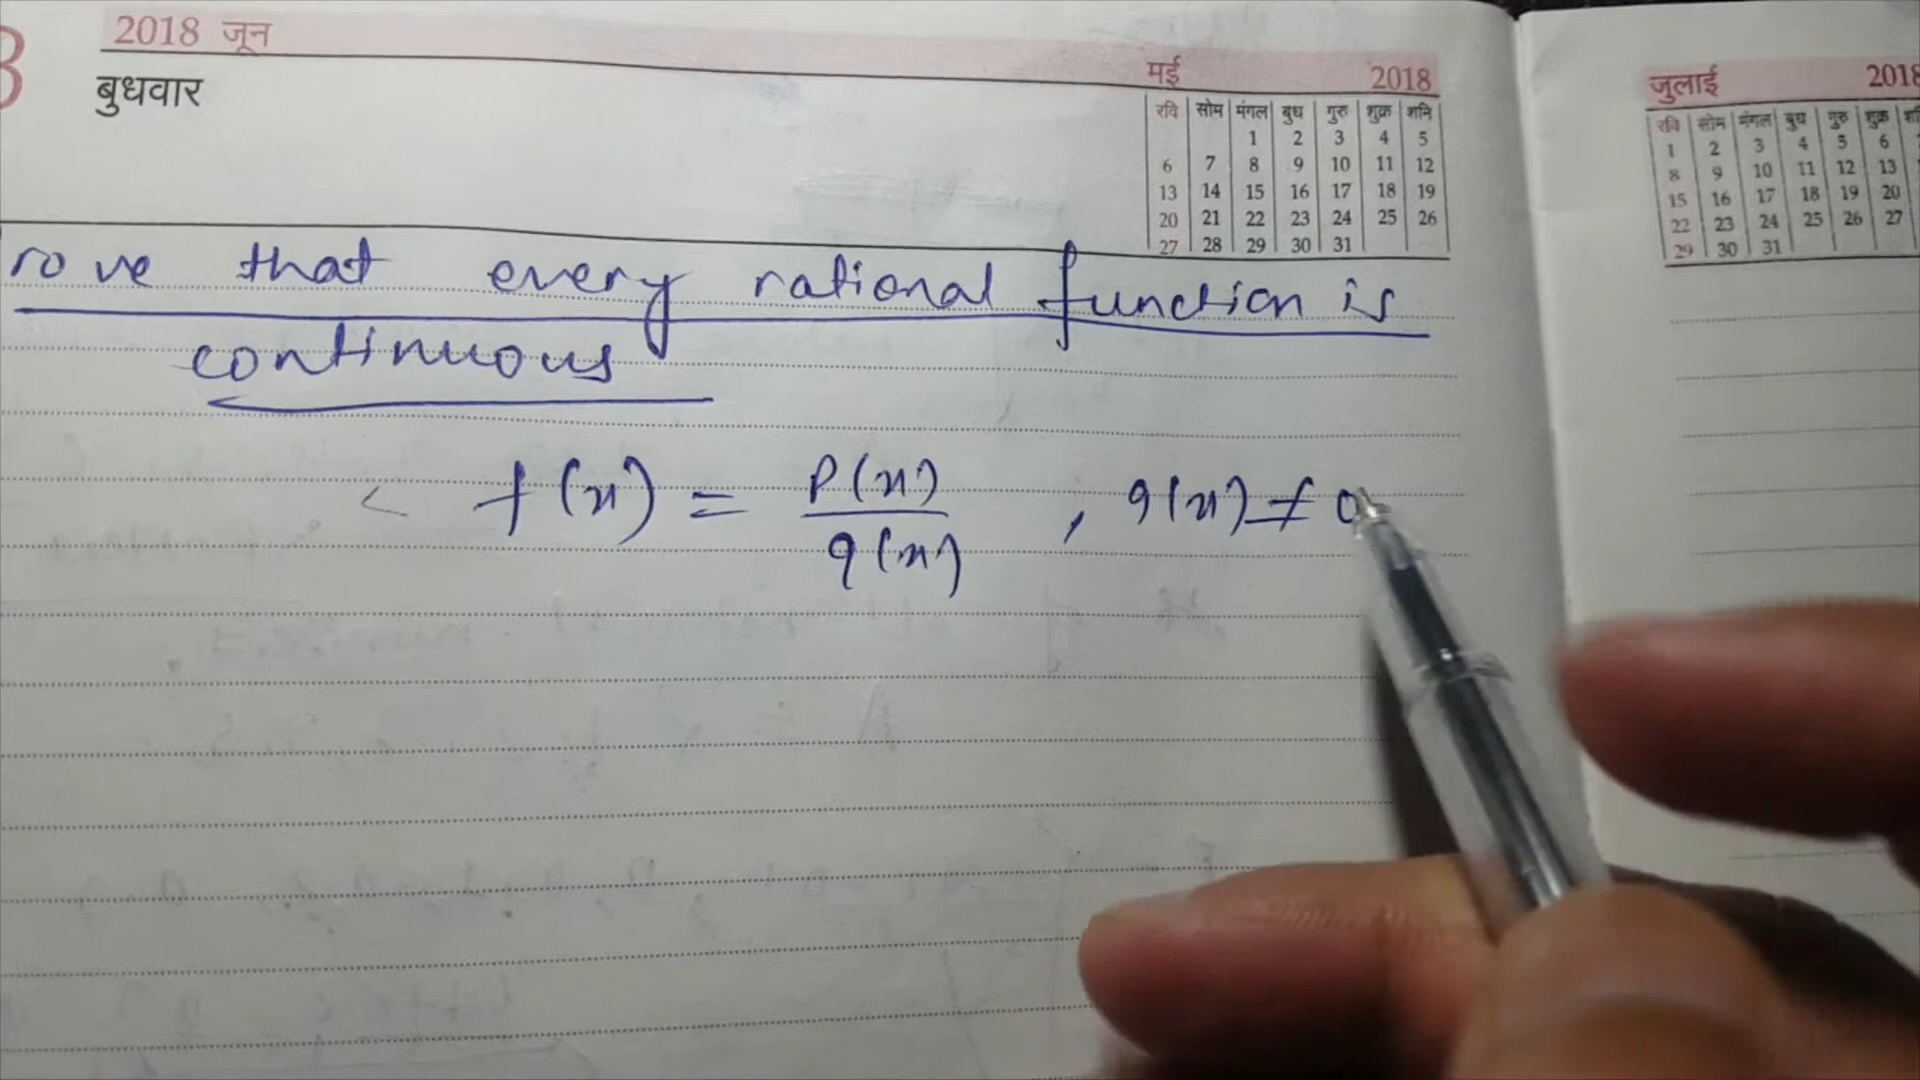 2018 जून
बुधवार
मई 2018
रवि सोम मंगल बुध गुरु शुक्र शनि
1 2 3 4 5
6 7 8 9 10 11 12
13 14 15 16 17 18 19
20 21 22 23 24 25 26
27 28 29 30 31
जुलाई 2018
रवि सोम मंगल बुध गुरु शुक्र
1 2 3 4 5 6
8 9 10 11 12 13
15 16 17 18 19 20
22 23 24 25 26 27
29 30 31
rove that every rational function is
continuous
f(x) = P(x)/q(x) , q(x) ≠ 0